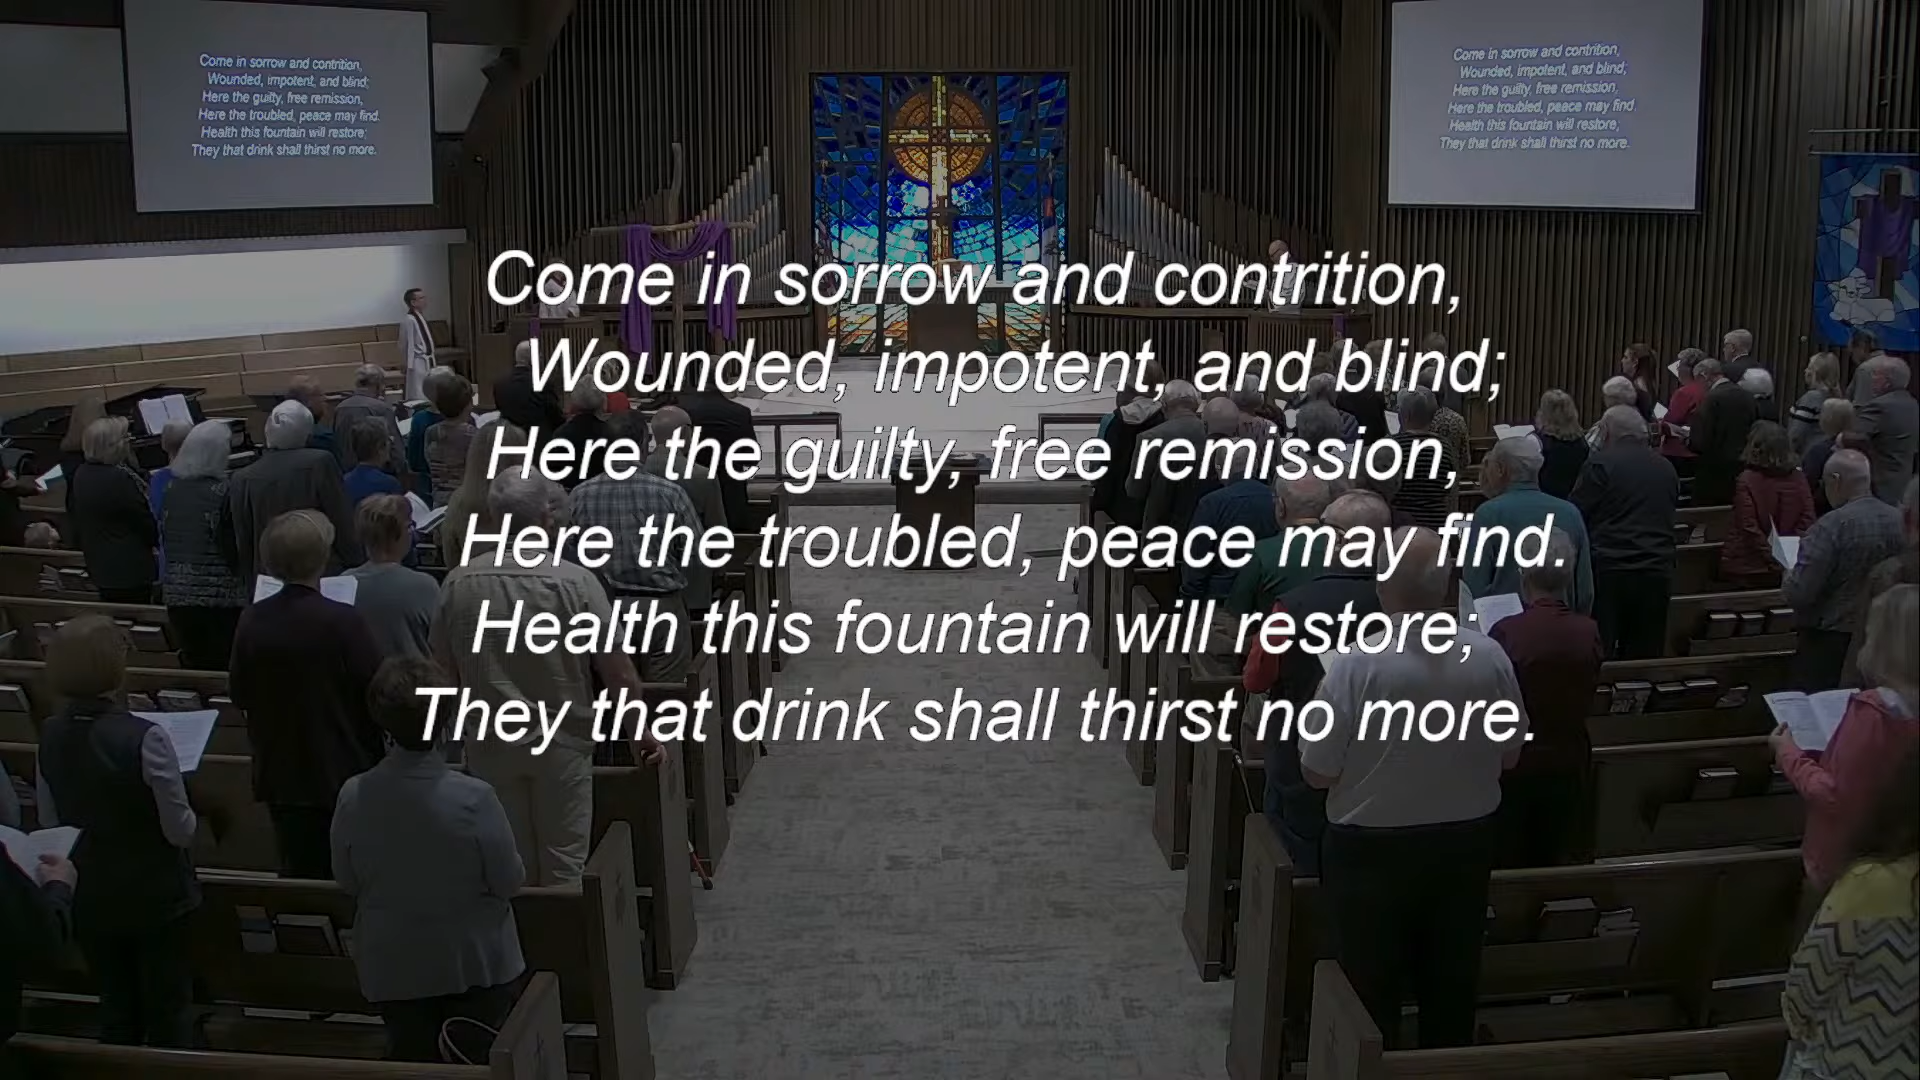 Come in sorrow and contrition,
Wounded, impotent, and blind;
Here the guilty, free remission,
Here the troubled, peace may find.
Health this fountain will restore;
They that drink shall thirst no more.
Come in sorrow and contrition,
Wounded, impotent, and blind;
Here the guilty, free remission,
Here the troubled, peace may find.
Health this fountain will restore;
They that drink shall thirst no more.
Come in sorrow and contrition,
Wounded, impotent, and blind;
Here the guilty, free remission,
Here the troubled, peace may find.
Health this fountain will restore;
They that drink shall thirst no more.